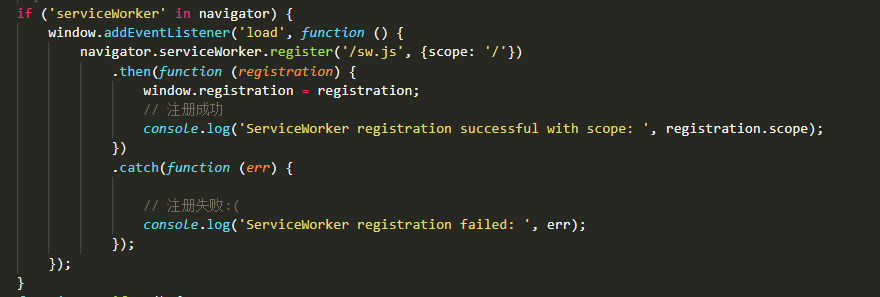 if ('serviceWorker' in navigator) {
    window.addEventListener('load', function () {
        navigator.serviceWorker.register('/sw.js', {scope: '/'})
            .then(function (registration) {
                window.registration = registration;
                // 注册成功
                console.log('ServiceWorker registration successful with scope: ', registration.scope);
            })
            .catch(function (err) {

                // 注册失败:(
                console.log('ServiceWorker registration failed: ', err);
            });
    });
}